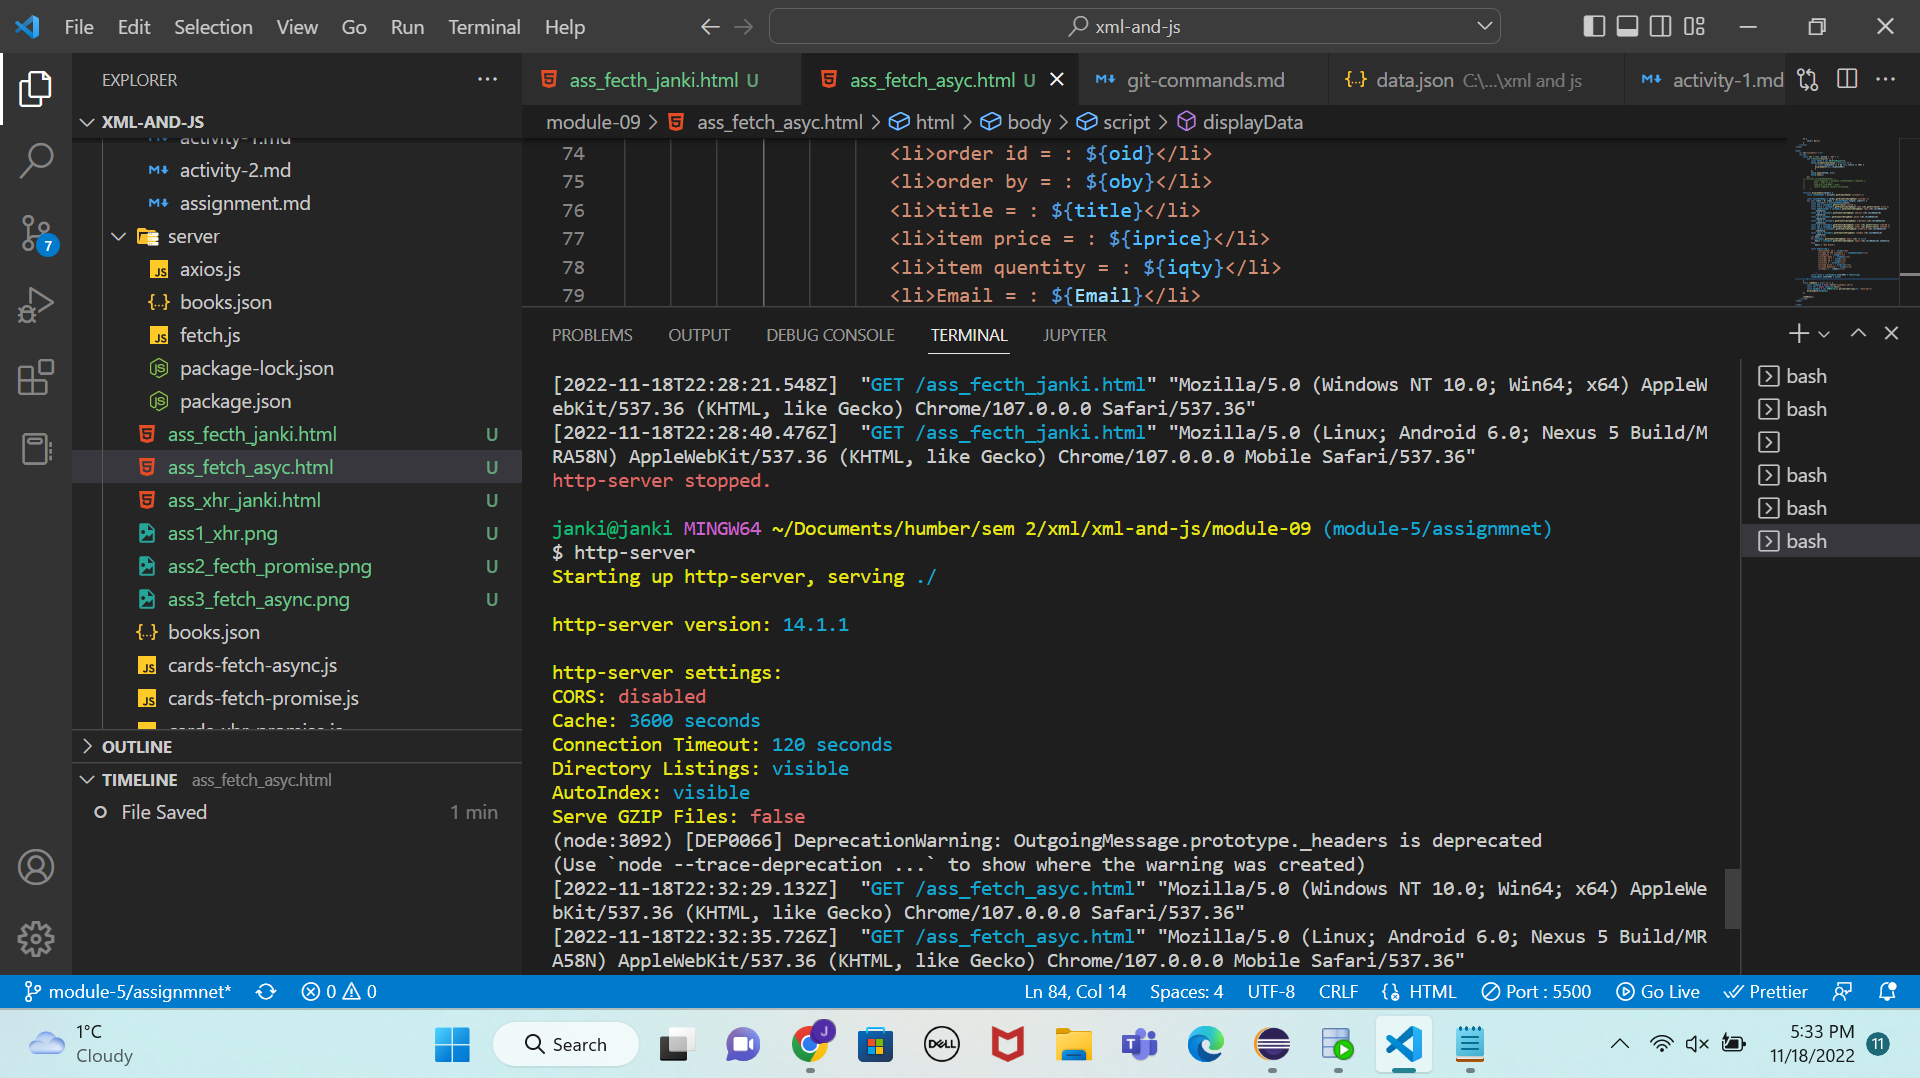 File Edit Selection View Go Run Terminal Help
xml-and-js
EXPLORER
XML-AND-JS
activity-1.md
activity-2.md
assignment.md
server
axios.js
books.json
fetch.js
package-lock.json
package.json
ass_fecth_janki.html U
ass_fetch_asyc.html U
ass_xhr_janki.html U
ass1_xhr.png U
ass2_fecth_promise.png U
ass3_fetch_async.png U
books.json
cards-fetch-async.js
cards-fetch-promise.js
cards-xhr-promise.js
OUTLINE
TIMELINE ass_fetch_asyc.html
File Saved 1 min
7
ass_fecth_janki.html U ass_fetch_asyc.html U git-commands.md data.json C:\...\xml and js activity-1.md
module-09 > ass_fetch_asyc.html > html > body > script > displayData
74 <li>order id = : ${oid}</li>
75 <li>order by = : ${oby}</li>
76 <li>title = : ${title}</li>
77 <li>item price = : ${iprice}</li>
78 <li>item quentity = : ${iqty}</li>
79 <li>Email = : ${Email}</li>
PROBLEMS OUTPUT DEBUG CONSOLE TERMINAL JUPYTER
[2022-11-18T22:28:21.548Z]  "GET /ass_fecth_janki.html" "Mozilla/5.0 (Windows NT 10.0; Win64; x64) AppleW
ebKit/537.36 (KHTML, like Gecko) Chrome/107.0.0.0 Safari/537.36"
[2022-11-18T22:28:40.476Z]  "GET /ass_fecth_janki.html" "Mozilla/5.0 (Linux; Android 6.0; Nexus 5 Build/M
RA58N) AppleWebKit/537.36 (KHTML, like Gecko) Chrome/107.0.0.0 Mobile Safari/537.36"
http-server stopped.
janki@janki MINGW64 ~/Documents/humber/sem 2/xml/xml-and-js/module-09 (module-5/assignmnet)
$ http-server
Starting up http-server, serving ./
http-server version: 14.1.1
http-server settings:
CORS: disabled
Cache: 3600 seconds
Connection Timeout: 120 seconds
Directory Listings: visible
AutoIndex: visible
Serve GZIP Files: false
(node:3092) [DEP0066] DeprecationWarning: OutgoingMessage.prototype._headers is deprecated
(Use `node --trace-deprecation ...` to show where the warning was created)
[2022-11-18T22:32:29.132Z]  "GET /ass_fetch_asyc.html" "Mozilla/5.0 (Windows NT 10.0; Win64; x64) AppleWe
bKit/537.36 (KHTML, like Gecko) Chrome/107.0.0.0 Safari/537.36"
[2022-11-18T22:32:35.726Z]  "GET /ass_fetch_asyc.html" "Mozilla/5.0 (Linux; Android 6.0; Nexus 5 Build/MR
A58N) AppleWebKit/537.36 (KHTML, like Gecko) Chrome/107.0.0.0 Mobile Safari/537.36"
bash
bash
bash
bash
bash
module-5/assignmnet* 0 0 Ln 84, Col 14 Spaces: 4 UTF-8 CRLF HTML Port : 5500 Go Live Prettier
1°C
Cloudy
Search
J
DELL
5:33 PM
11/18/2022
11